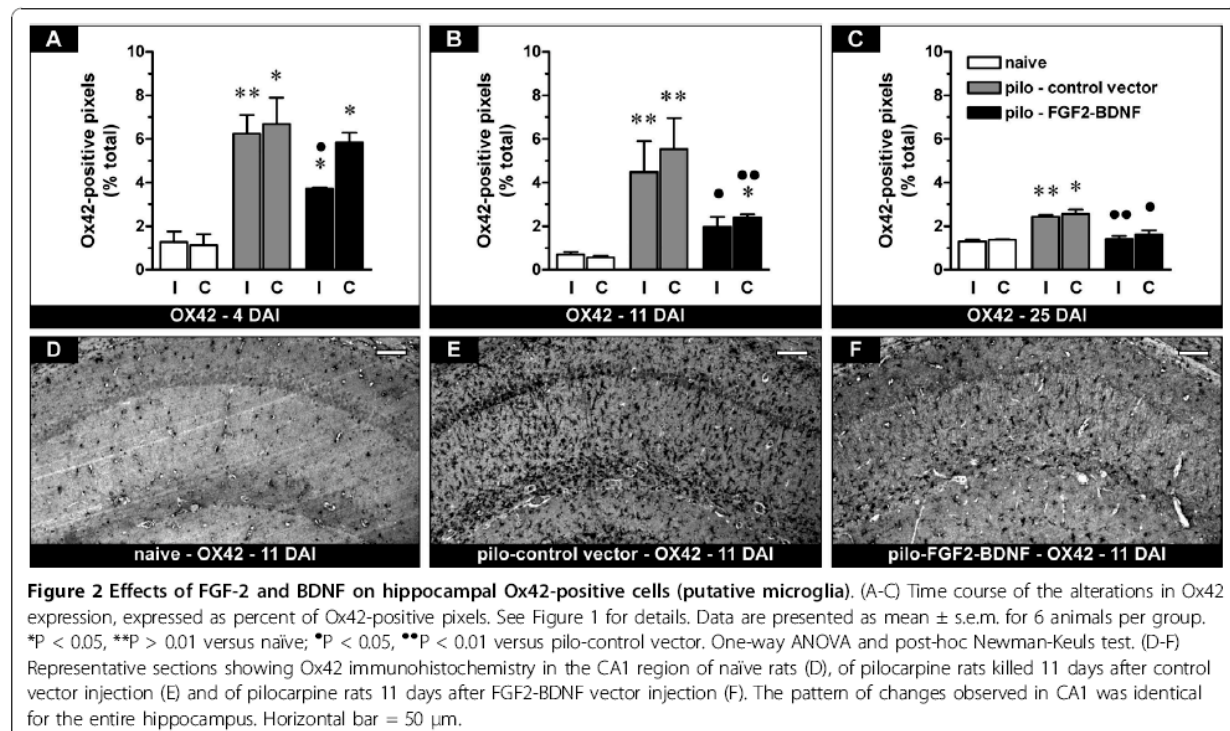 A
B
C
Ox42-positive pixels
(% total)
10
8
6
4
2
0
**
*
●
*
*
I C I C I C
OX42 - 4 DAI
Ox42-positive pixels
(% total)
10
8
6
4
2
0
**
**
●
●●
*
I C I C I C
OX42 - 11 DAI
Ox42-positive pixels
(% total)
10
8
6
4
2
0
naive
pilo - control vector
pilo - FGF2-BDNF
**
*
●●
●
I C I C I C
OX42 - 25 DAI
D
naive - OX42 - 11 DAI
E
pilo-control vector - OX42 - 11 DAI
F
pilo-FGF2-BDNF - OX42 - 11 DAI
Figure 2 Effects of FGF-2 and BDNF on hippocampal Ox42-positive cells (putative microglia). (A-C) Time course of the alterations in Ox42
expression, expressed as percent of Ox42-positive pixels. See Figure 1 for details. Data are presented as mean ± s.e.m. for 6 animals per group.
*P < 0.05, **P > 0.01 versus naïve; ●P < 0.05, ●●P < 0.01 versus pilo-control vector. One-way ANOVA and post-hoc Newman-Keuls test. (D-F)
Representative sections showing Ox42 immunohistochemistry in the CA1 region of naïve rats (D), of pilocarpine rats killed 11 days after control
vector injection (E) and of pilocarpine rats 11 days after FGF2-BDNF vector injection (F). The pattern of changes observed in CA1 was identical
for the entire hippocampus. Horizontal bar = 50 μm.